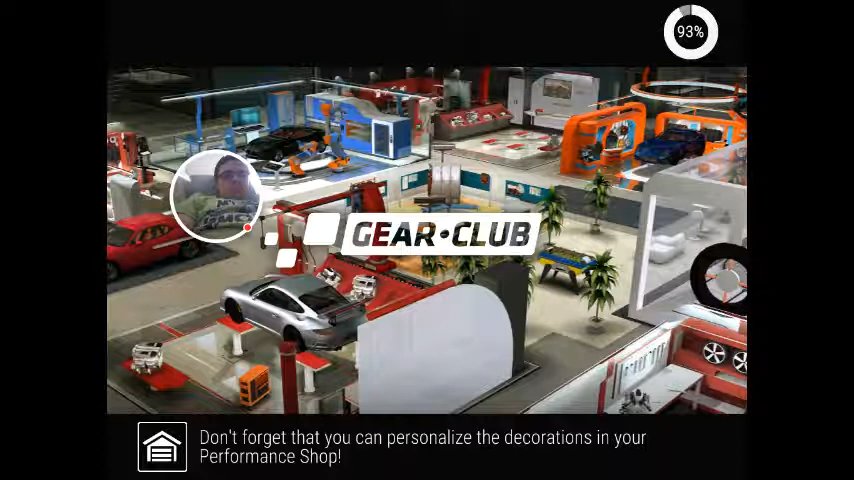 93%
GEAR•CLUB
Don't forget that you can personalize the decorations in your
Performance Shop!